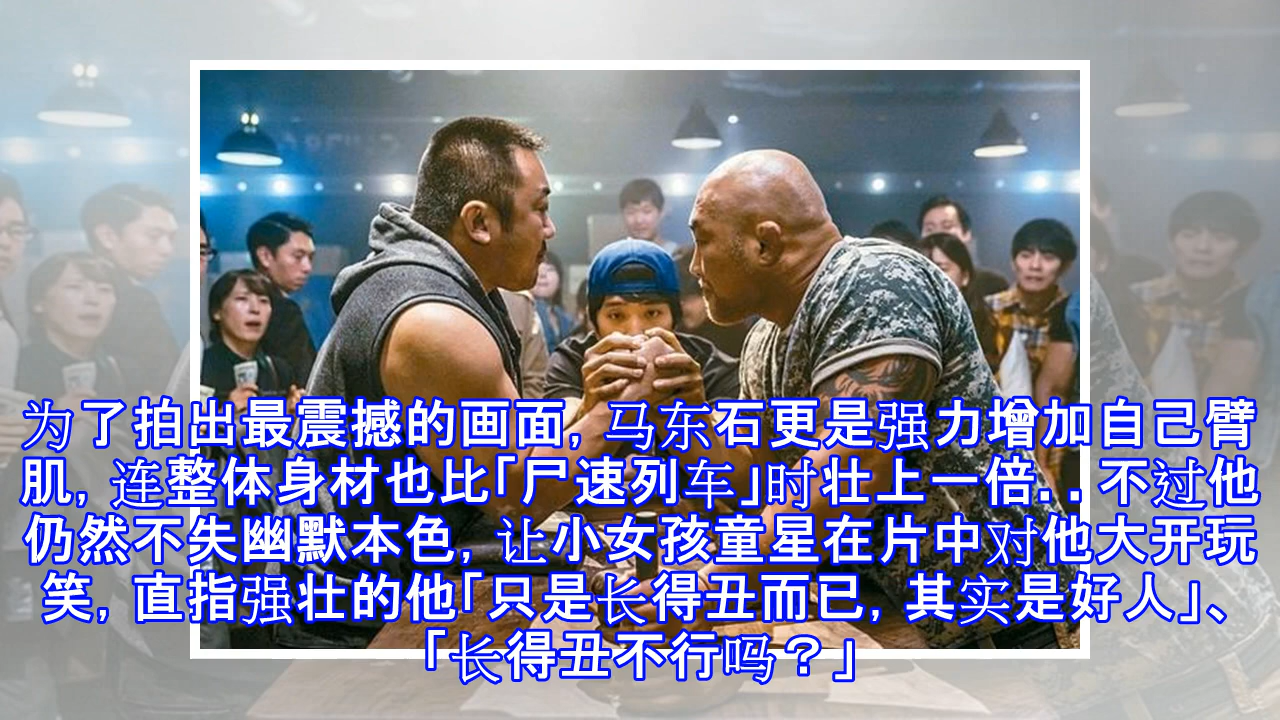 为了拍出最震撼的画面, 马东石更是强力增加自己臂
肌, 连整体身材也比「尸速列车」时壮上一倍. . 不过他
仍然不失幽默本色, 让小女孩童星在片中对他大开玩
笑, 直指强壮的他「只是长得丑而已, 其实是好人」、
「长得丑不行吗？」